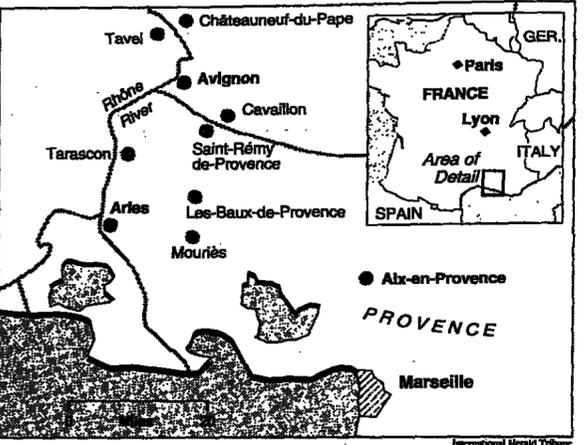 Châteauneuf-du-Pape
Tavel
Avignon
Rhône
River
Cavaillon
Tarascon
Saint-Rémy
de-Provence
Arles
Les-Baux-de-Provence
Mouriès
Aix-en-Provence
PROVENCE
Marseille
GER.
Paris
FRANCE
Lyon
ITALY
Area of
Detail
SPAIN
International Herald Tribune